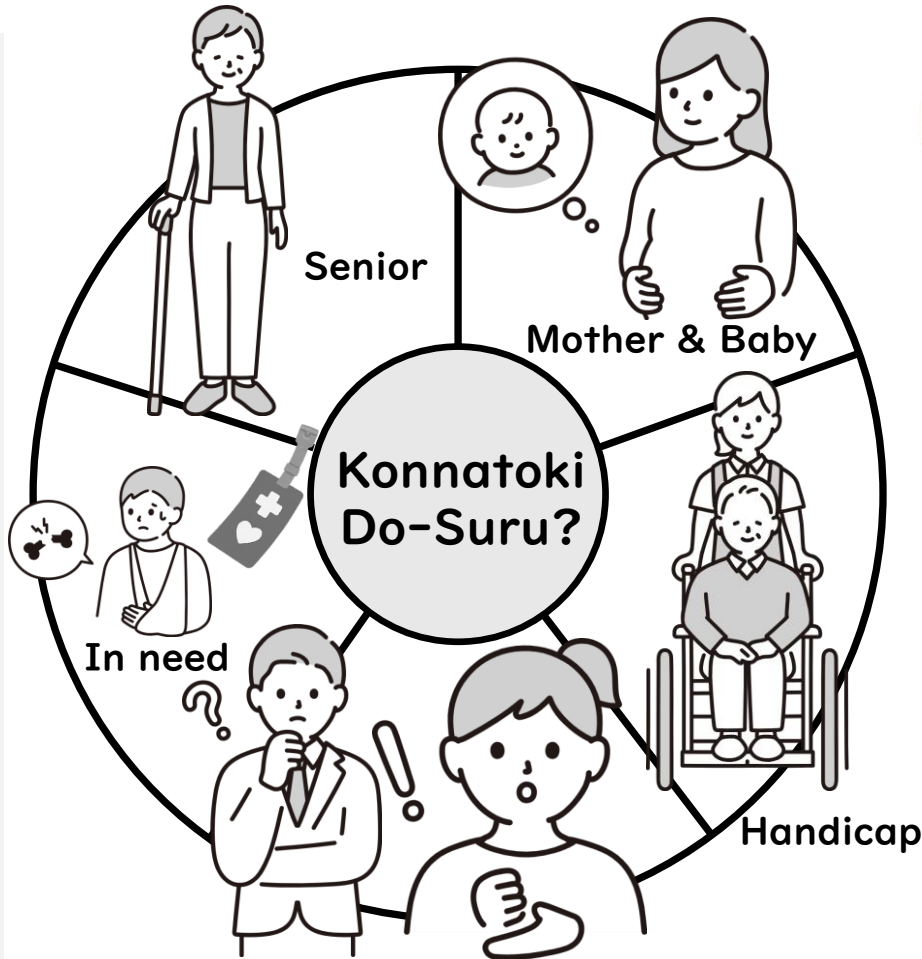 Senior
Mother & Baby
Konnatoki
Do-Suru?
In need
Handicap